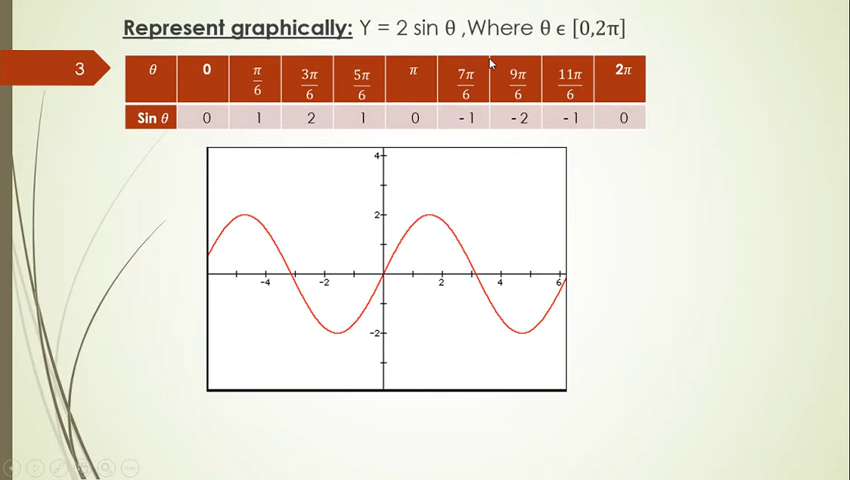 Represent graphically: Y = 2 sin θ ,Where θ ϵ [0,2π]
3
θ 0 π/6 3π/6 5π/6 π 7π/6 9π/6 11π/6 2π
Sin θ 0 1 2 1 0 -1 -2 -1 0
4
2
-4 -2 2 4 6
-2